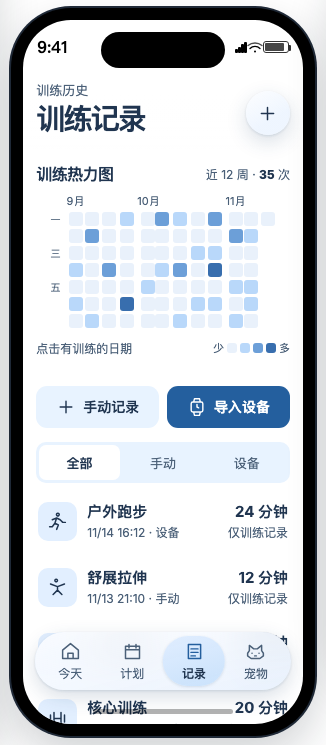 9:41
训练历史
训练记录
训练热力图 近 12 周 · 35 次
9月 10月 11月
一
三
五
点击有训练的日期 少 多
手动记录 导入设备
全部 手动 设备
户外跑步 24 分钟
11/14 16:12 · 设备 仅训练记录
舒展拉伸 12 分钟
11/13 21:10 · 手动 仅训练记录
今天 计划 记录 宠物
核心训练 20 分钟